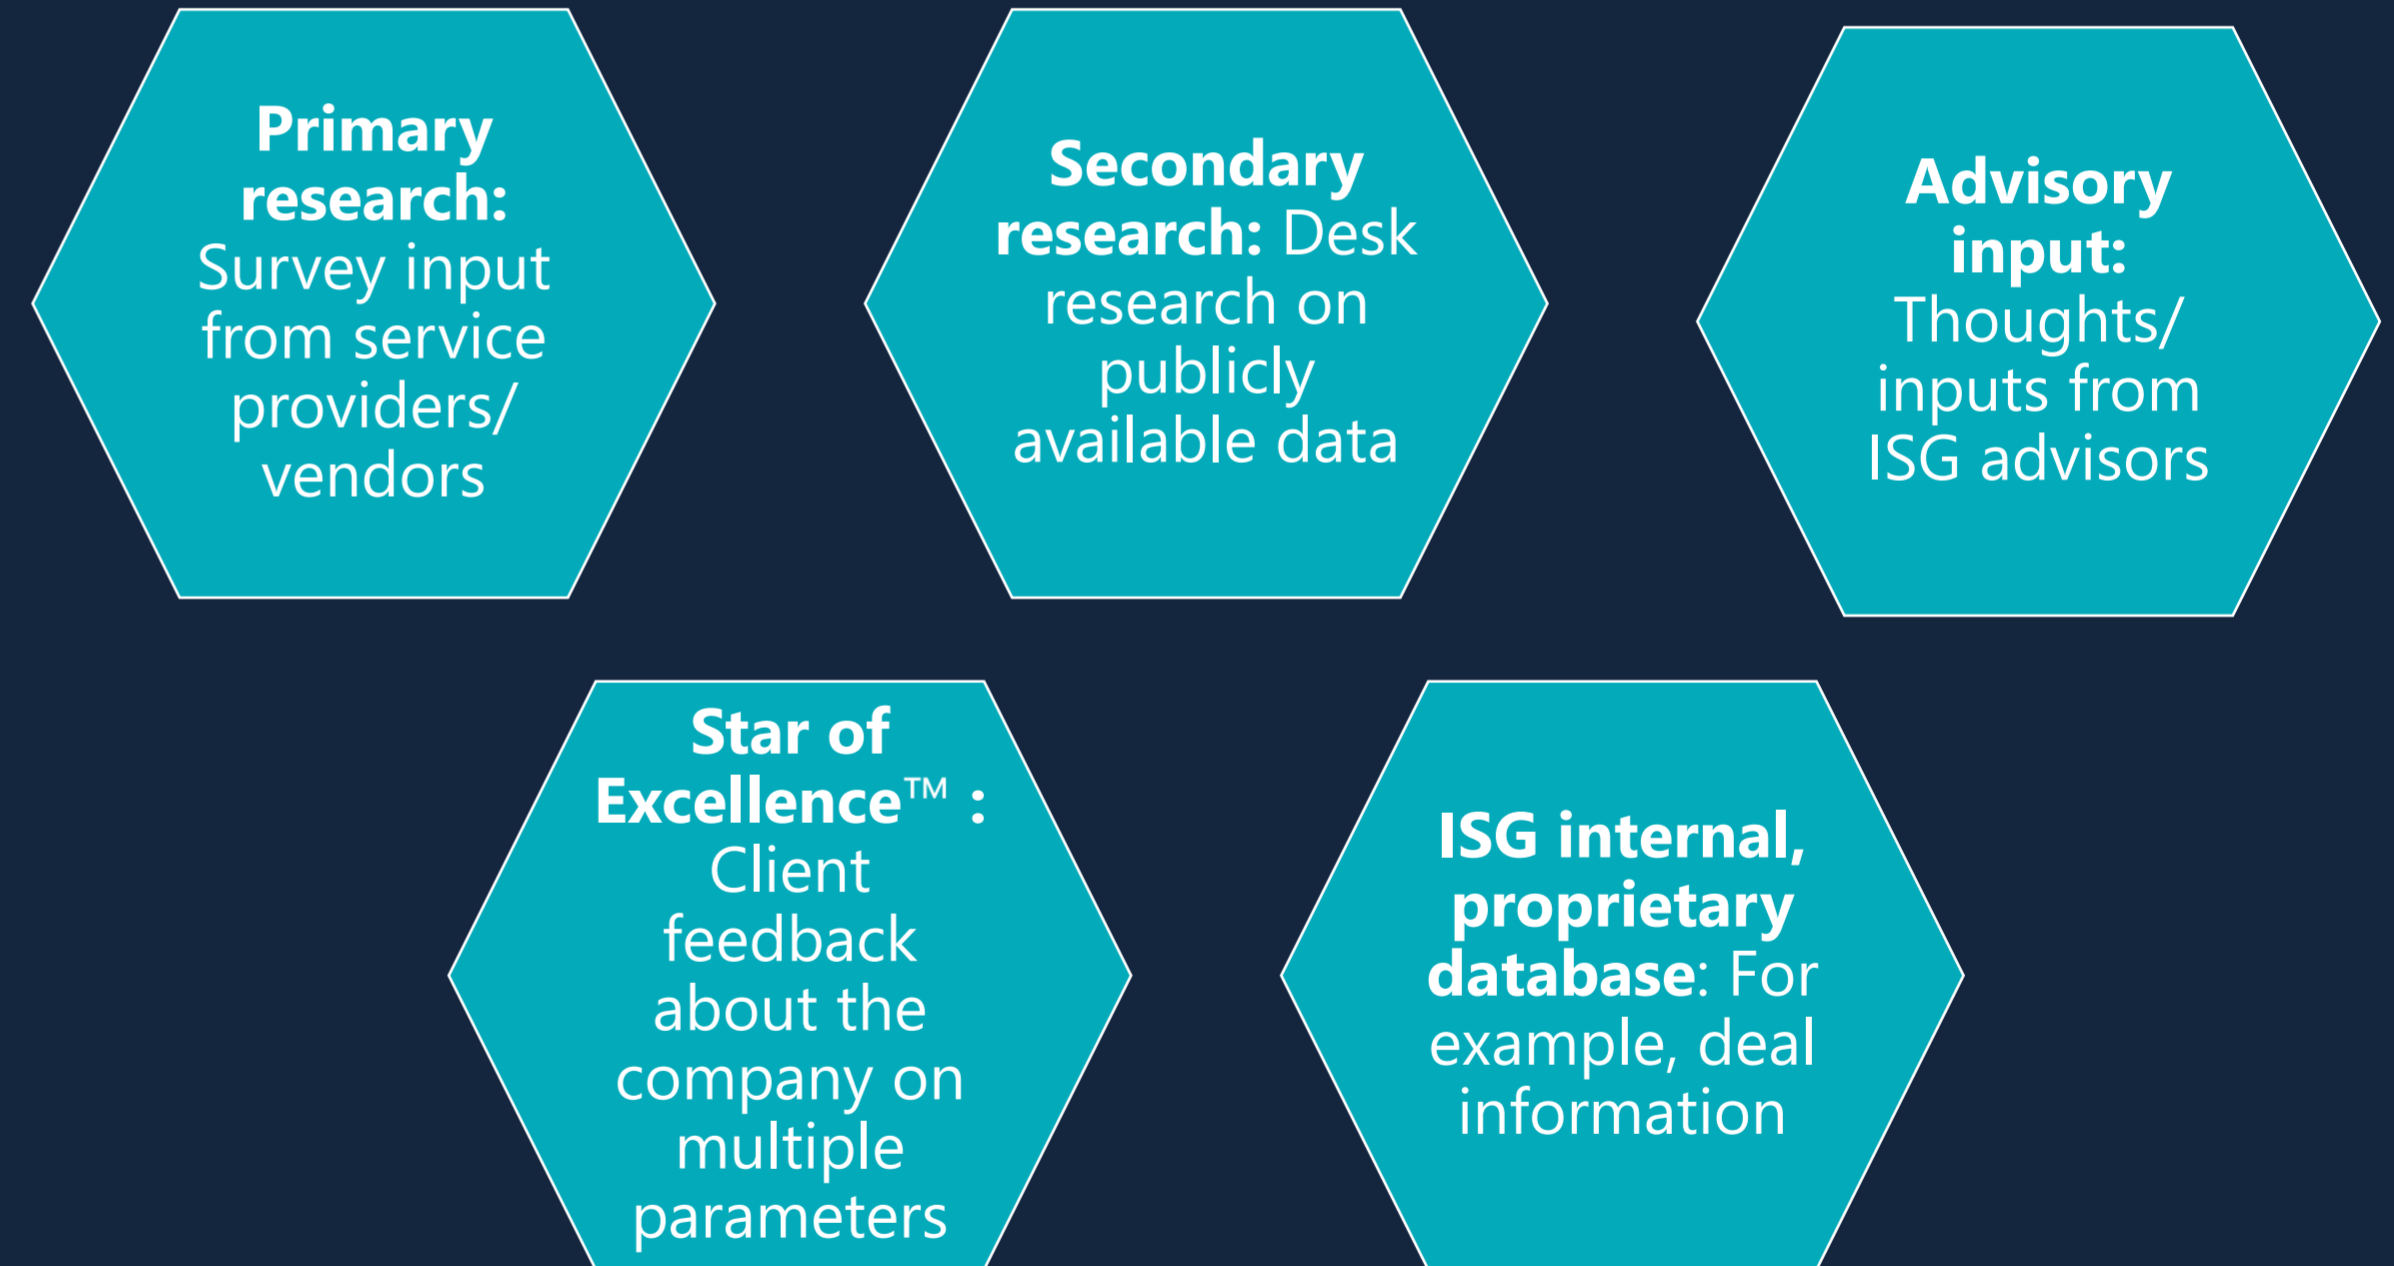 Primary
research:
Survey input
from service
providers/
vendors
Secondary
research: Desk
research on
publicly
available data
Advisory
input:
Thoughts/
inputs from
ISG advisors
Star of
Excellence™ :
Client
feedback
about the
company on
multiple
parameters
ISG internal,
proprietary
database: For
example, deal
information